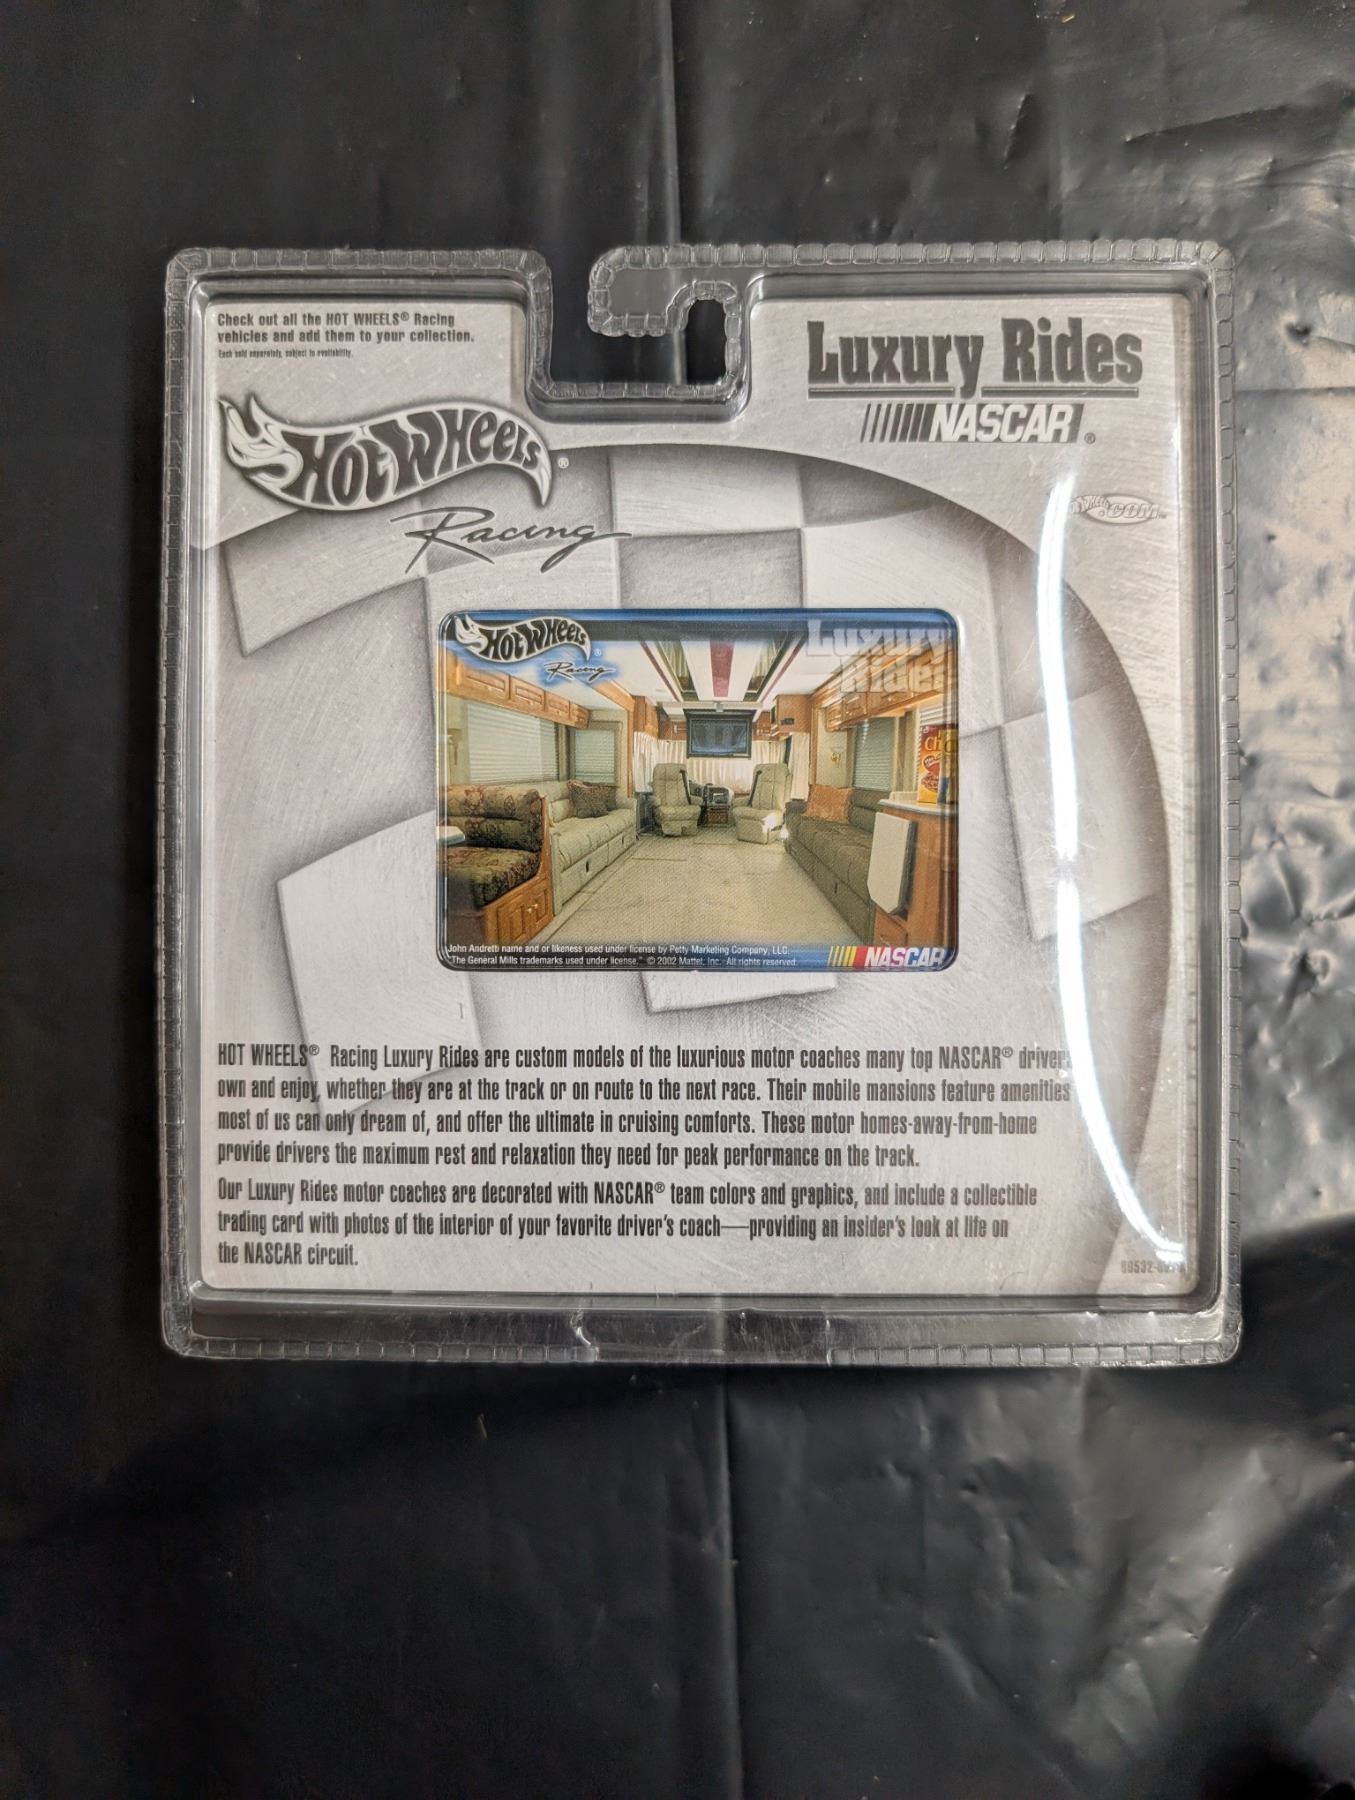 Check out all the HOT WHEELS® Racing
vehicles and add them to your collection.
Each sold separately, subject to availability.
Luxury Rides
NASCAR®
HOT WHEELS®
Racing
.COM™
HOT WHEELS®
Racing
Luxury
Rides
John Andretti name and or likeness used under license by Petty Marketing Company, LLC.
"The General Mills trademarks used under license." © 2002 Mattel, Inc. All rights reserved.
NASCAR
HOT WHEELS® Racing Luxury Rides are custom models of the luxurious motor coaches many top NASCAR® driver
own and enjoy, whether they are at the track or on route to the next race. Their mobile mansions feature amenities
most of us can only dream of, and offer the ultimate in cruising comforts. These motor homes-away-from-home
provide drivers the maximum rest and relaxation they need for peak performance on the track.
Our Luxury Rides motor coaches are decorated with NASCAR® team colors and graphics, and include a collectible
trading card with photos of the interior of your favorite driver's coach—providing an insider's look at life on
the NASCAR circuit.